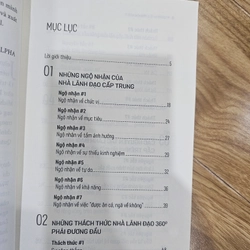 ALPHA
MỤC LỤC
Lời giới thiệu
01
NHỮNG NGỘ NHẬN CỦA
NHÀ LÃNH ĐẠO CẤP TRUNG
Ngộ nhận #1
Ngộ nhận về chức vị
Ngộ nhận #2
Ngộ nhận về mục tiêu
Ngộ nhận #3
Ngộ nhận về tầm ảnh hưởng
Ngộ nhận #4
Ngộ nhận về sự thiếu kinh nghiệm
Ngộ nhận #5
Ngộ nhận về tự do
Ngộ nhận #6
Ngộ nhận về khả năng
Ngộ nhận #7
Ngộ nhận về việc "được ăn cả, ngã về không"
02
NHỮNG THÁCH THỨC NHÀ LÃNH ĐẠO 360º
PHẢI ĐƯƠNG ĐẦU
Thách thức #1